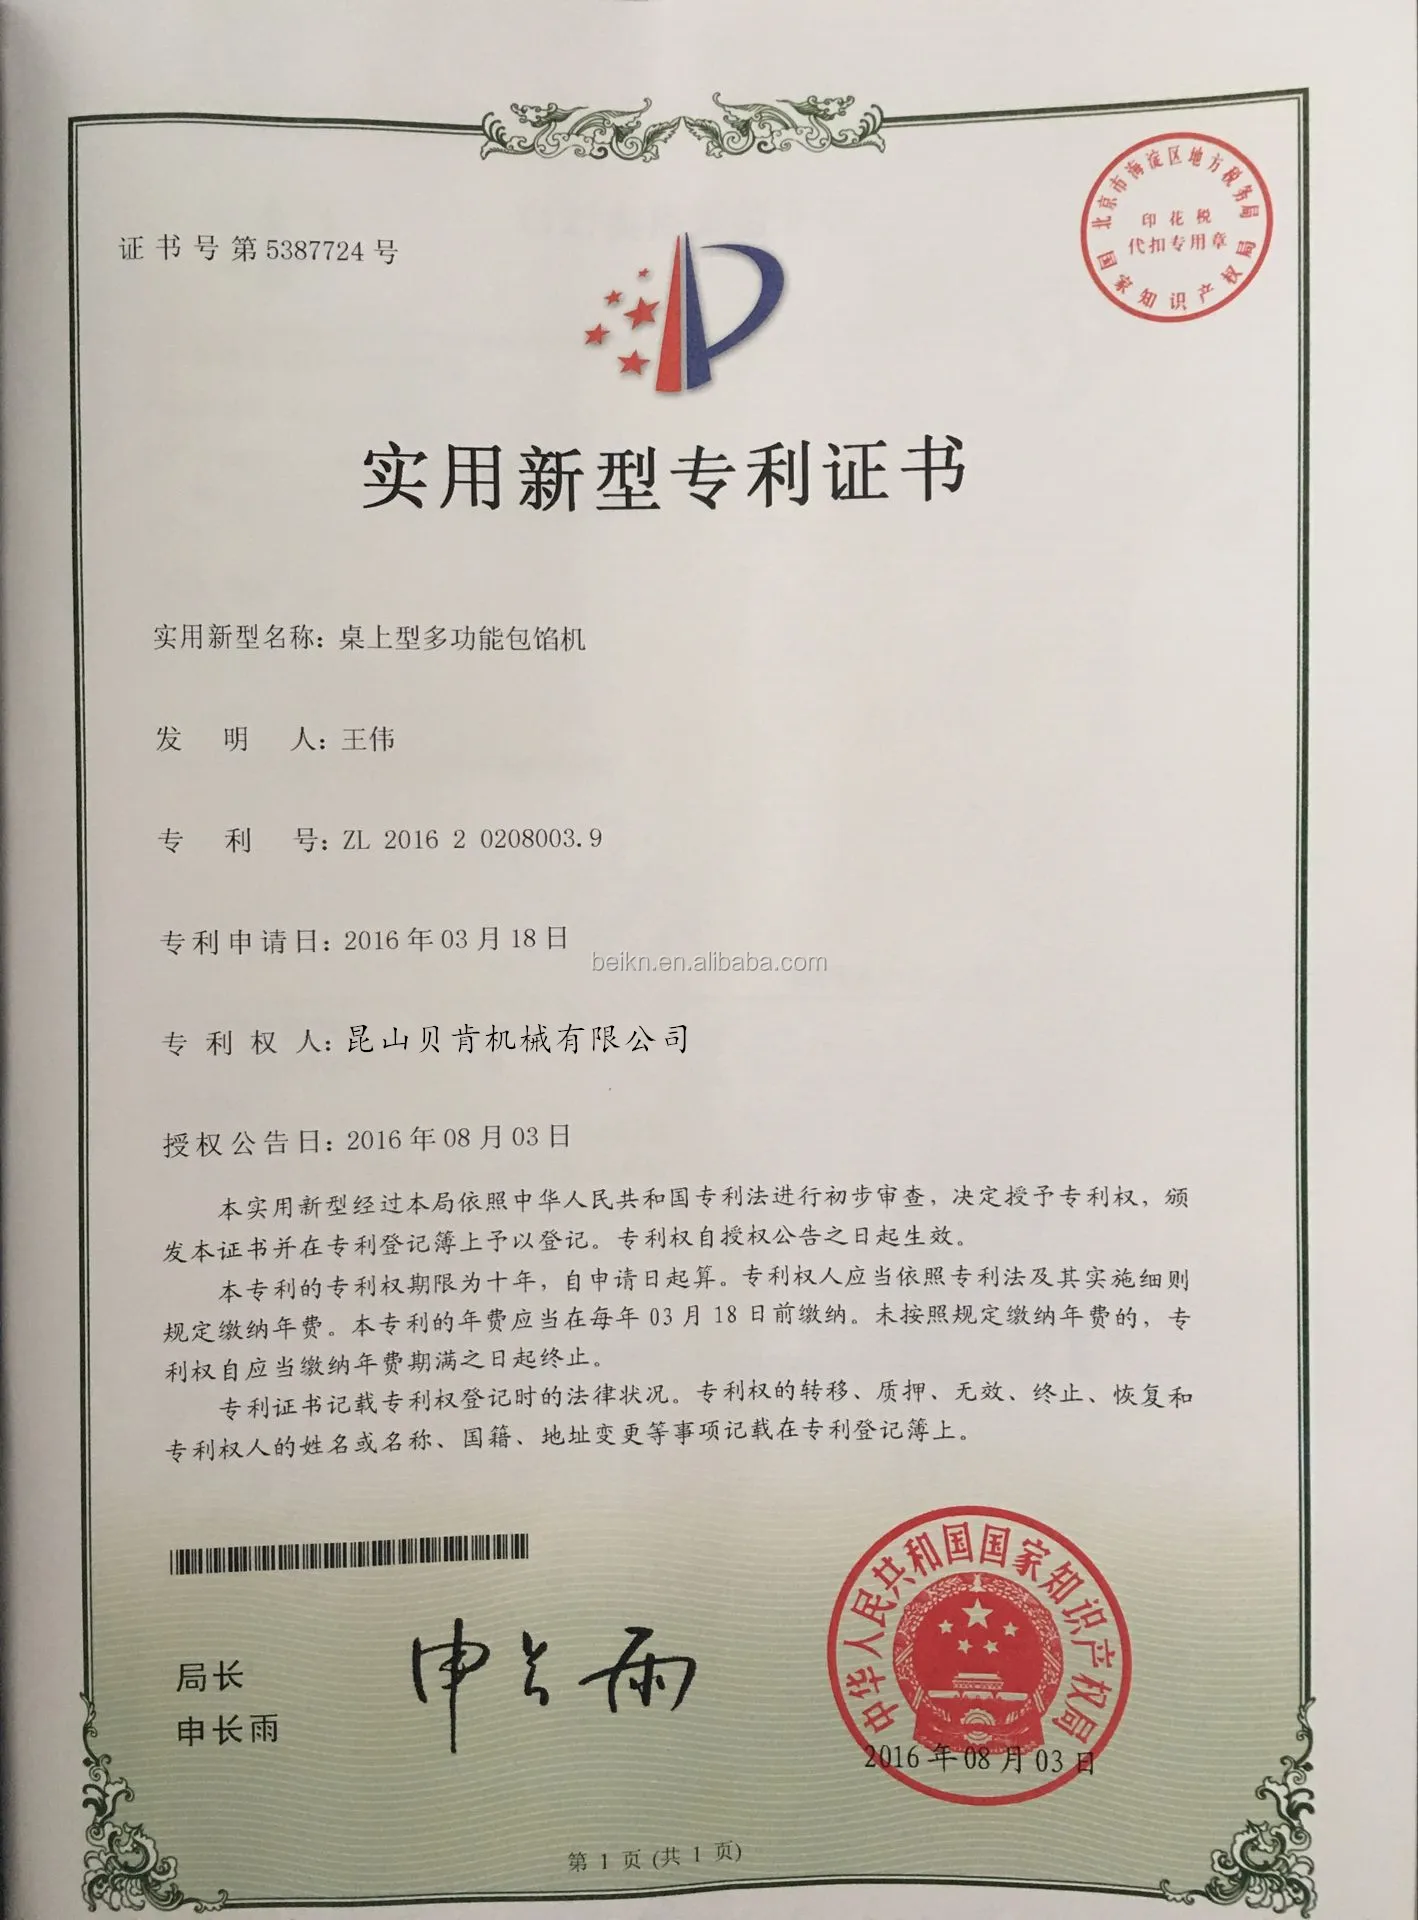 北京市海淀区地方税务局
印花税
代扣专用章
国家知识产权局
证书号第5387724号
实用新型专利证书
实用新型名称：桌上型多功能包馅机
发明人：王伟
专利号：ZL 2016 2 0208003.9
专利申请日：2016年03月18日
beikn.en.alibaba.com
专利权人：昆山贝肯机械有限公司
授权公告日：2016年08月03日
本实用新型经过本局依照中华人民共和国专利法进行初步审查，决定授予专利权，颁
发本证书并在专利登记簿上予以登记。专利权自授权公告之日起生效。
本专利的专利权期限为十年，自申请日起算。专利权人应当依照专利法及其实施细则
规定缴纳年费。本专利的年费应当在每年03月18日前缴纳。未按照规定缴纳年费的，专
利权自应当缴纳年费期满之日起终止。
专利证书记载专利权登记时的法律状况。专利权的转移、质押、无效、终止、恢复和
专利权人的姓名或名称、国籍、地址变更等事项记载在专利登记簿上。
局长
申长雨
申长雨
中华人民共和国国家知识产权局
2016年08月03日
第1页(共1页)